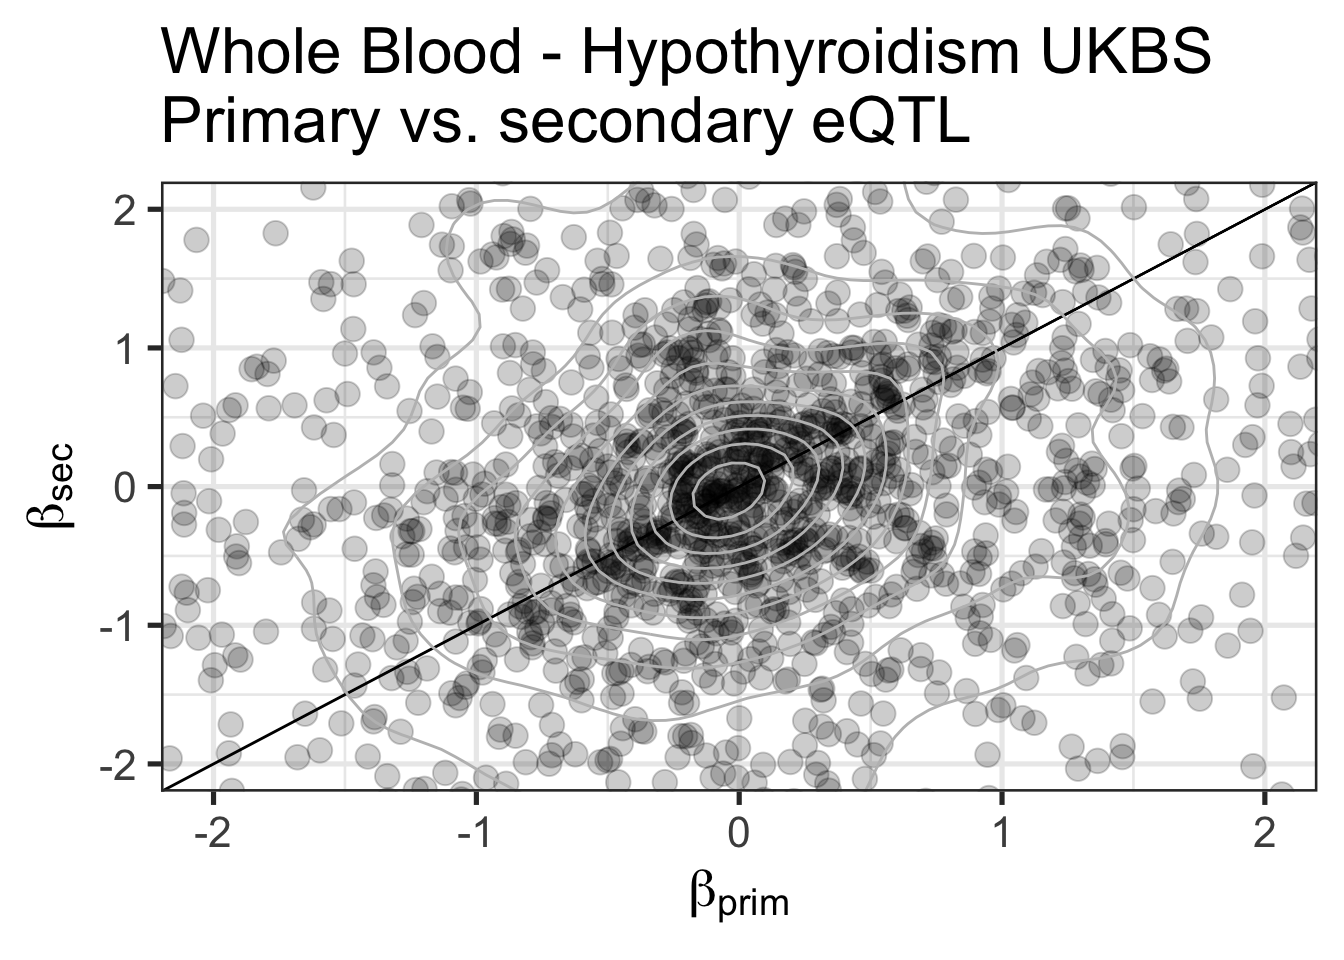 Whole Blood - Hypothyroidism UKBS
Primary vs. secondary eQTL
2
1
0
-1
-2
βsec
-2 -1 0 1 2
βprim